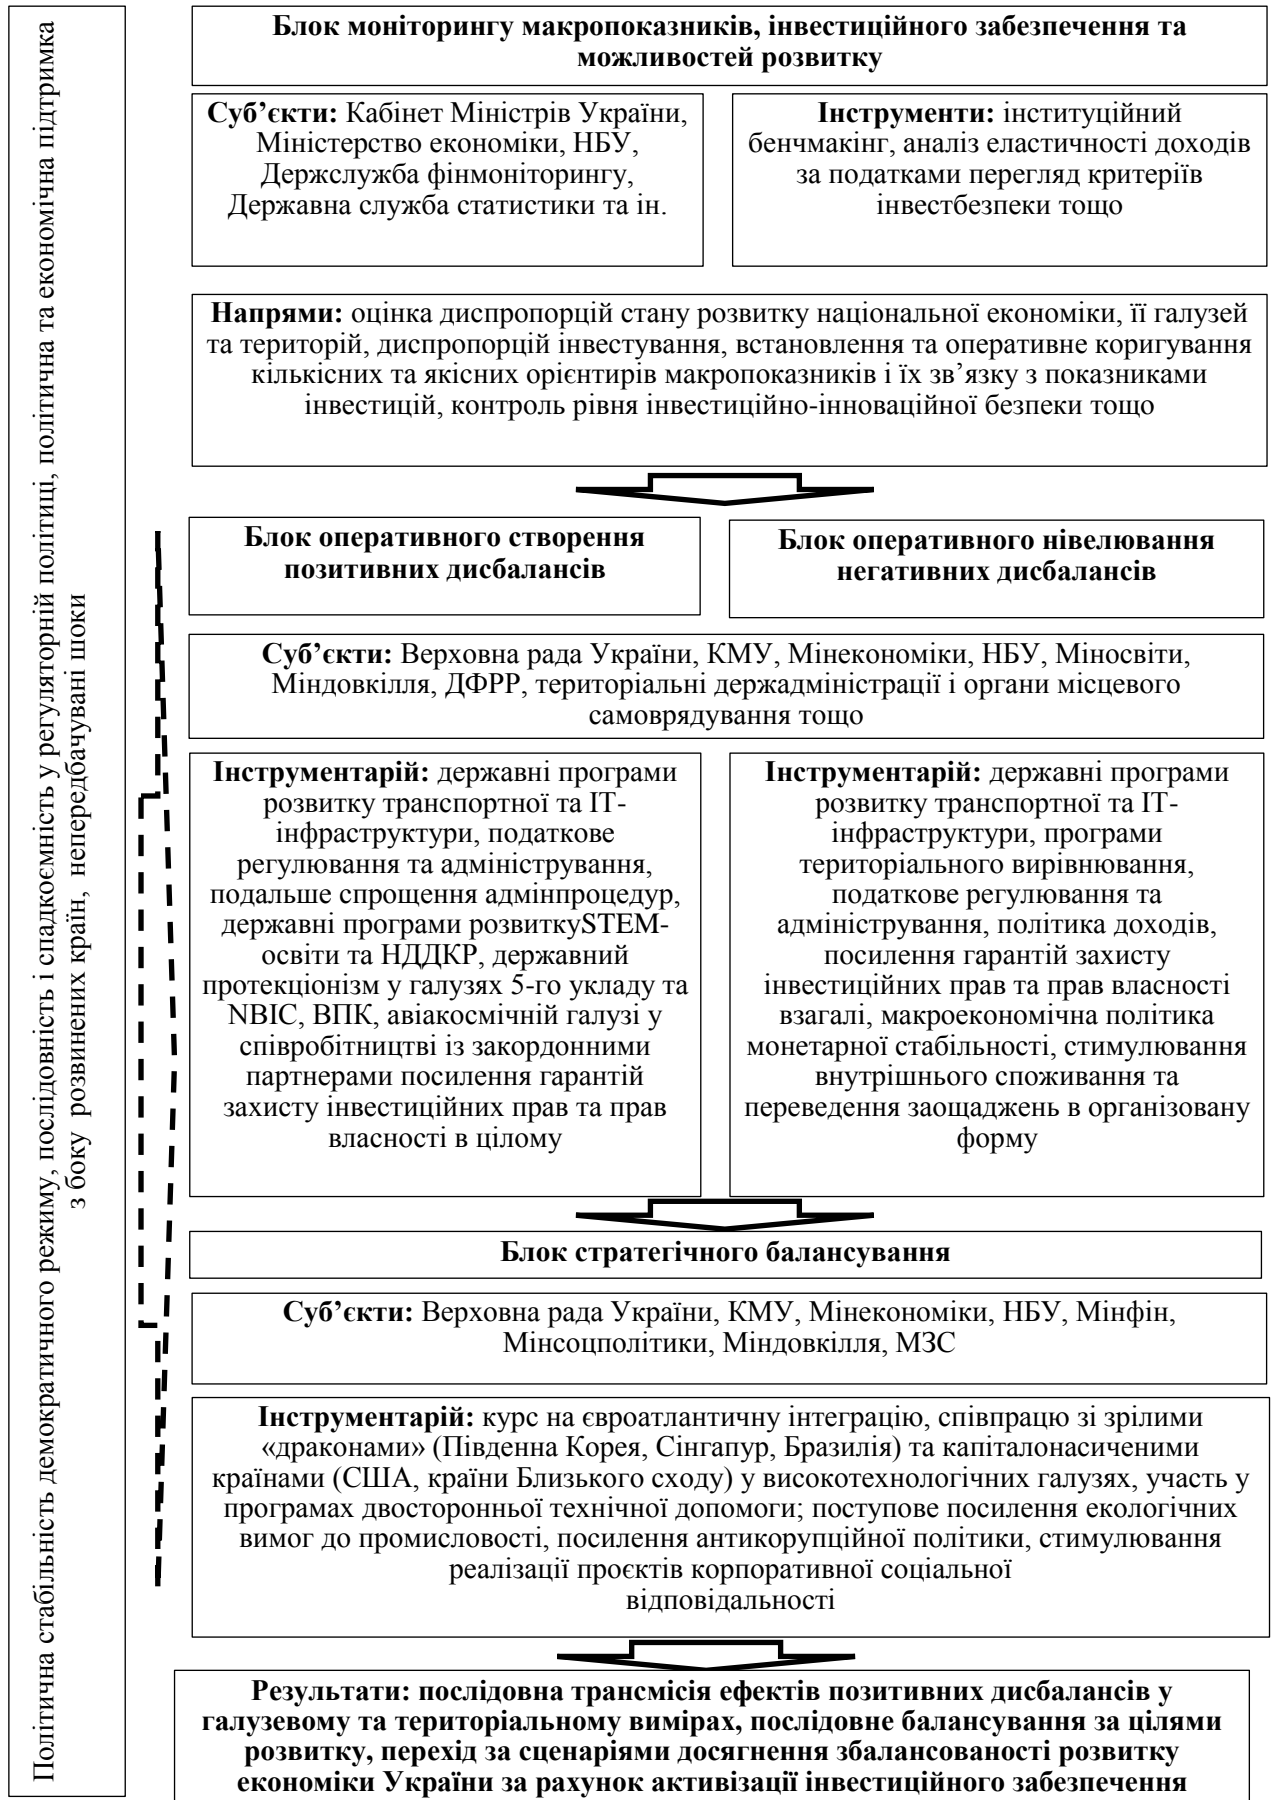 Політична стабільність демократичного режиму, послідовність і спадкоємність у регуляторній політиці, політична та економічна підтримка
з боку розвинених країн, непередбачувані шоки
Блок моніторингу макропоказників, інвестиційного забезпечення та
можливостей розвитку
Суб’єкти: Кабінет Міністрів України,
Міністерство економіки, НБУ,
Держслужба фінмоніторингу,
Державна служба статистики та ін.
Інструменти: інституційний
бенчмакінг, аналіз еластичності доходів
за податками перегляд критеріїв
інвестбезпеки тощо
Напрями: оцінка диспропорцій стану розвитку національної економіки, її галузей
та територій, диспропорцій інвестування, встановлення та оперативне коригування
кількісних та якісних орієнтирів макропоказників і їх зв’язку з показниками
інвестицій, контроль рівня інвестиційно-інноваційної безпеки тощо
Блок оперативного створення
позитивних дисбалансів
Блок оперативного нівелювання
негативних дисбалансів
Суб’єкти: Верховна рада України, КМУ, Мінекономіки, НБУ, Міносвіти,
Міндовкілля, ДФРР, територіальні держадміністрації і органи місцевого
самоврядування тощо
Інструментарій: державні програми
розвитку транспортної та ІТ-
інфраструктури, податкове
регулювання та адміністрування,
подальше спрощення адмінпроцедур,
державні програми розвиткуSTEM-
освіти та НДДКР, державний
протекціонізм у галузях 5-го укладу та
NBIC, ВПК, авіакосмічній галузі у
співробітництві із закордонними
партнерами посилення гарантій
захисту інвестиційних прав та прав
власності в цілому
Інструментарій: державні програми
розвитку транспортної та ІТ-
інфраструктури, програми
територіального вирівнювання,
податкове регулювання та
адміністрування, політика доходів,
посилення гарантій захисту
інвестиційних прав та прав власності
взагалі, макроекономічна політика
монетарної стабільності, стимулювання
внутрішнього споживання та
переведення заощаджень в організовану
форму
Блок стратегічного балансування
Суб’єкти: Верховна рада України, КМУ, Мінекономіки, НБУ, Мінфін,
Мінсоцполітики, Міндовкілля, МЗС
Інструментарій: курс на євроатлантичну інтеграцію, співпрацю зі зрілими
«драконами» (Південна Корея, Сінгапур, Бразилія) та капіталонасиченими
країнами (США, країни Близького сходу) у високотехнологічних галузях, участь у
програмах двосторонньої технічної допомоги; поступове посилення екологічних
вимог до промисловості, посилення антикорупційної політики, стимулювання
реалізації проєктів корпоративної соціальної
відповідальності
Результати: послідовна трансмісія ефектів позитивних дисбалансів у
галузевому та територіальному вимірах, послідовне балансування за цілями
розвитку, перехід за сценаріями досягнення збалансованості розвитку
економіки України за рахунок активізації інвестиційного забезпечення